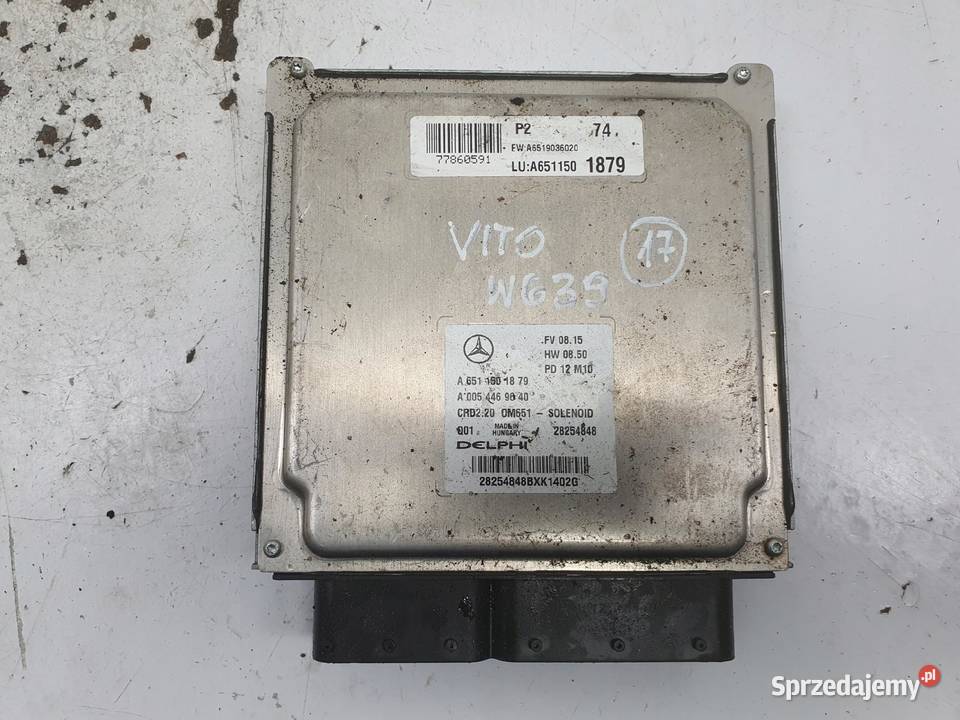 P2 74
77860591 FW:A6519036020
LU:A651150 1879
VITO 17
W639
FV 08.15
HW 08.50
PD 12 M10
A 651 150 18 79
A 005 446 96 40
CRD2.20 OM651 - SOLENOID
001 MADE IN HUNGARY 28254848
DELPHI
28254848BXK1402G
Sprzedajemy.pl